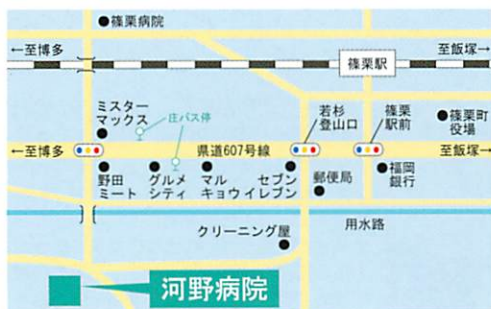 篠栗病院
←至博多
至飯塚→
篠栗駅
ミスター
マックス
庄バス停
若杉
登山口
篠栗
駅前
篠栗町
役場
←至博多
県道607号線
至飯塚→
野田
ミート
グルメ
シティ
マル
キョウ
セブン
イレブン
郵便局
福岡
銀行
用水路
クリーニング屋
河野病院